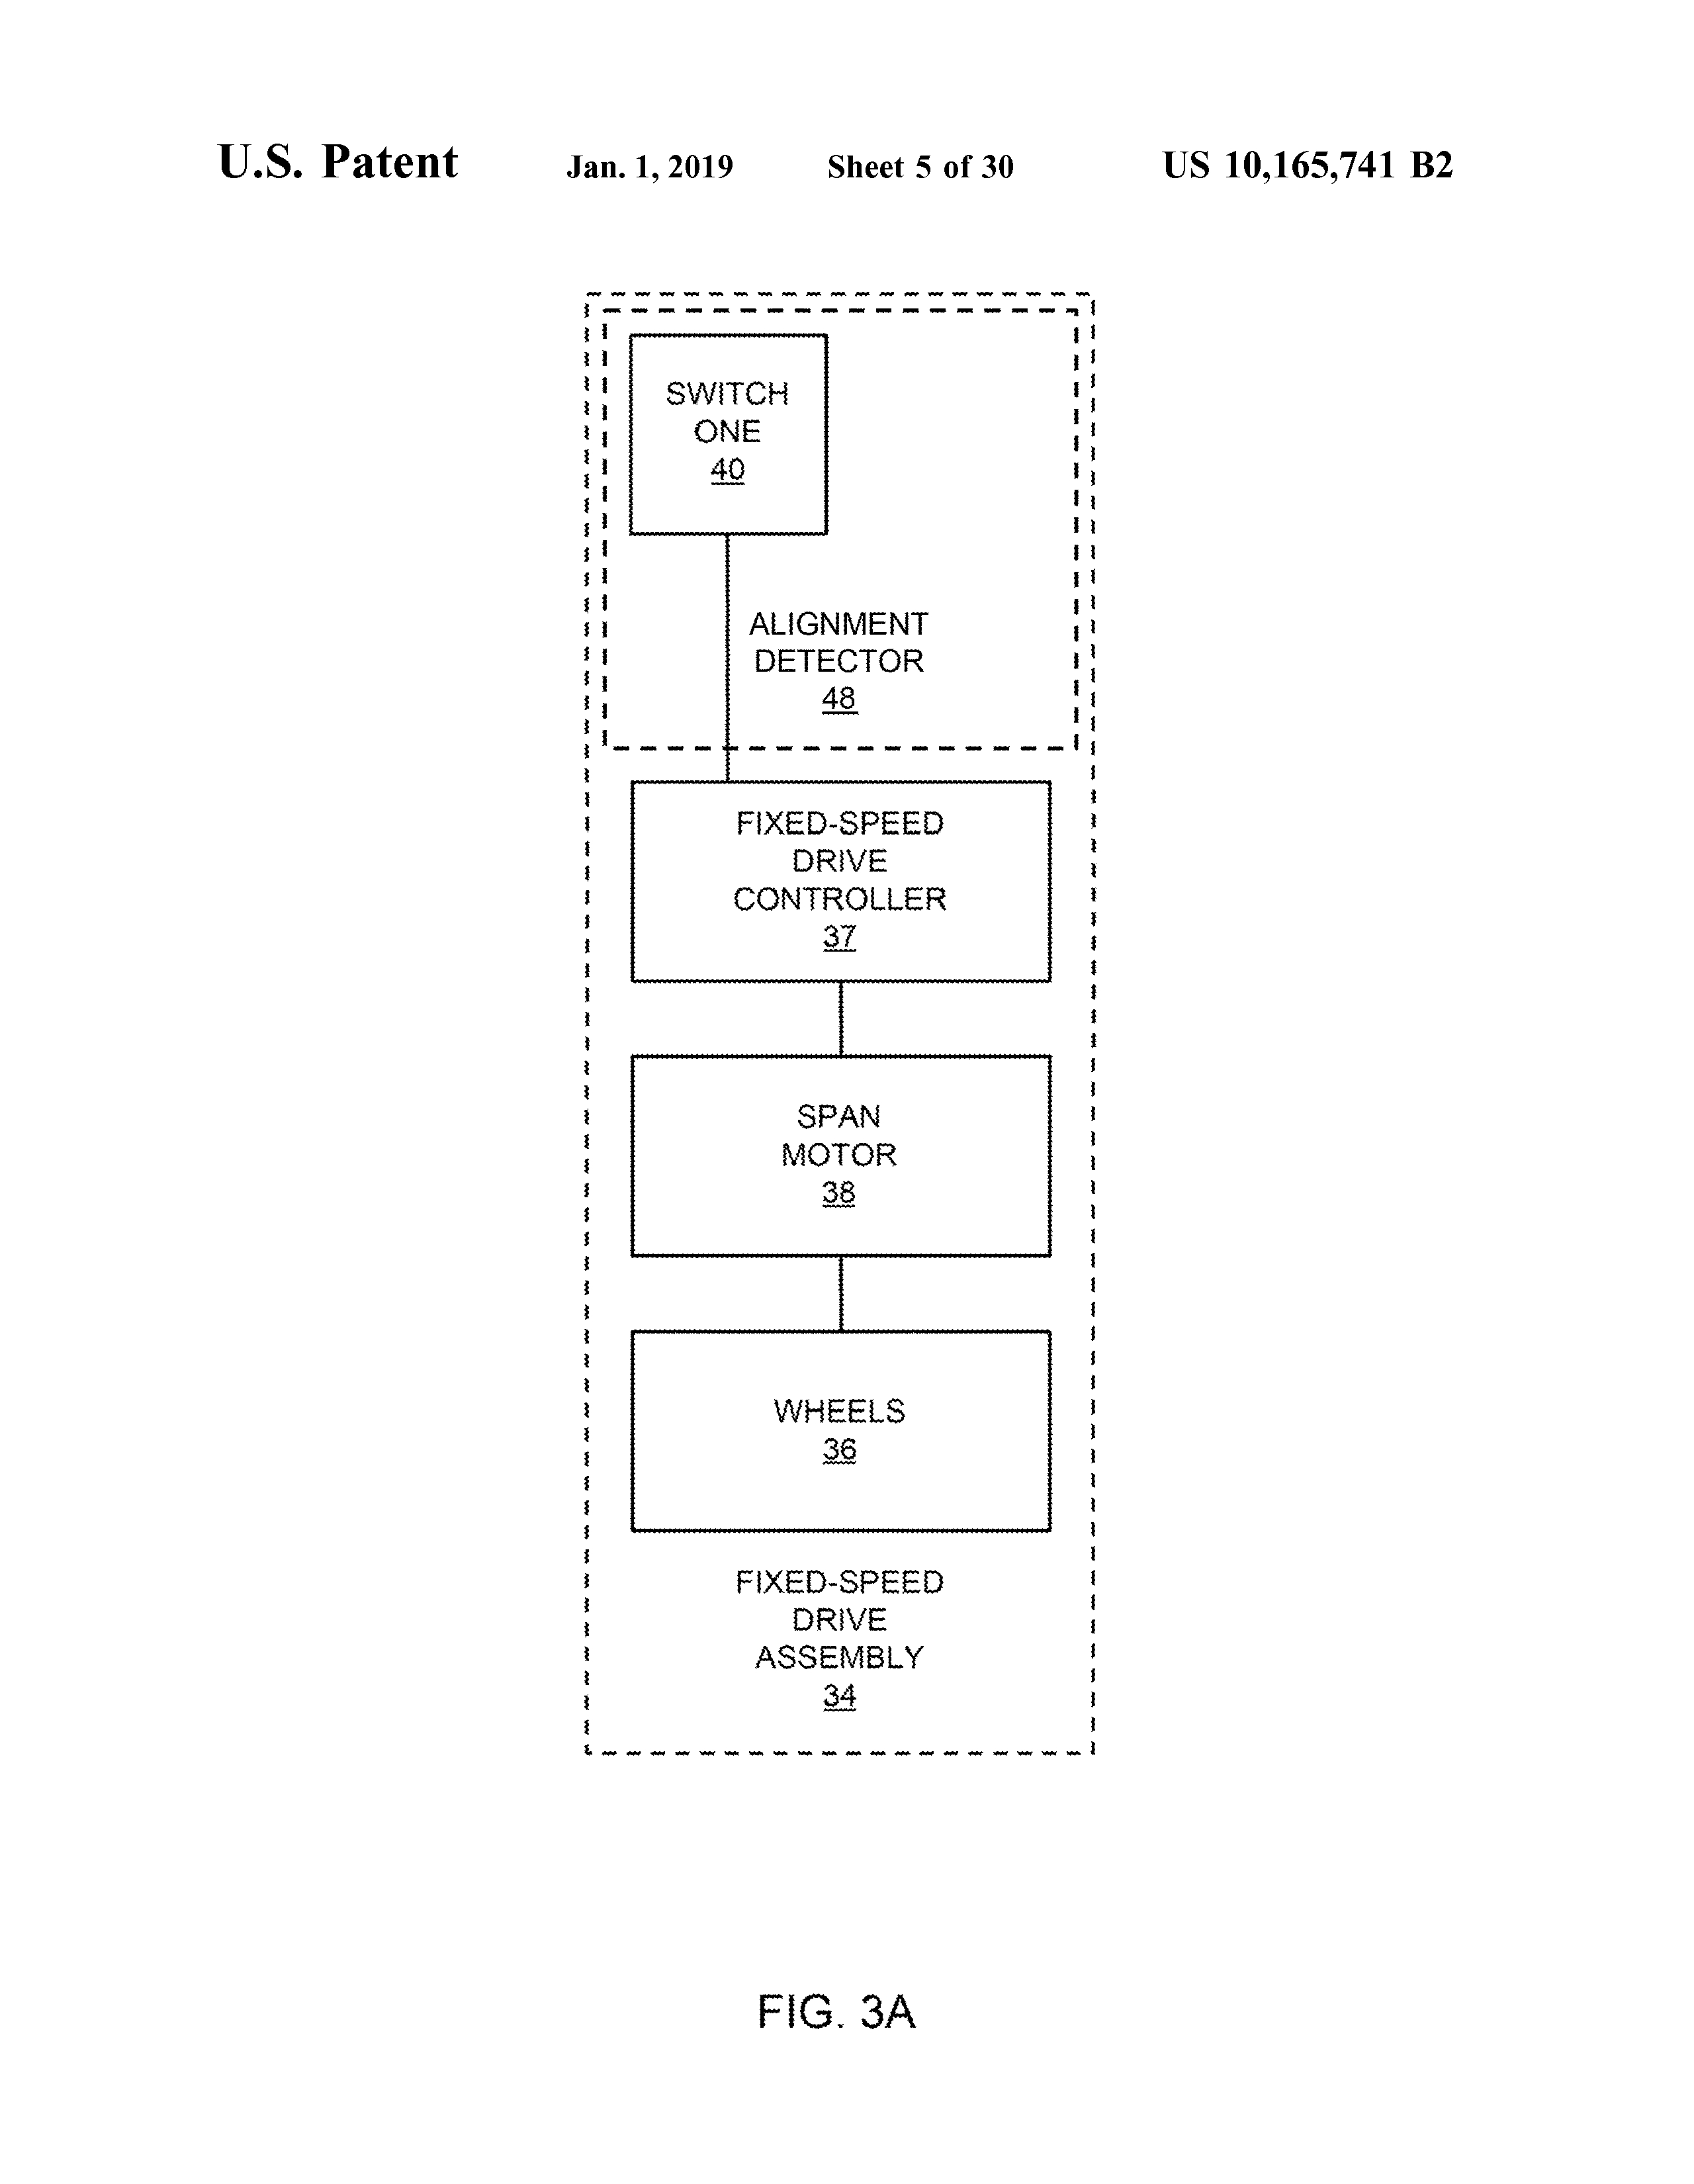 U.S. Patent Jan. 1, 2019 Sheet 5 of 30 US 10,165,741 B2
SWITCH
ONE
40
ALIGNMENT
DETECTOR
48
FIXED-SPEED
DRIVE
CONTROLLER
37
SPAN
MOTOR
38
WHEELS
36
FIXED-SPEED
DRIVE
ASSEMBLY
34
FIG. 3A